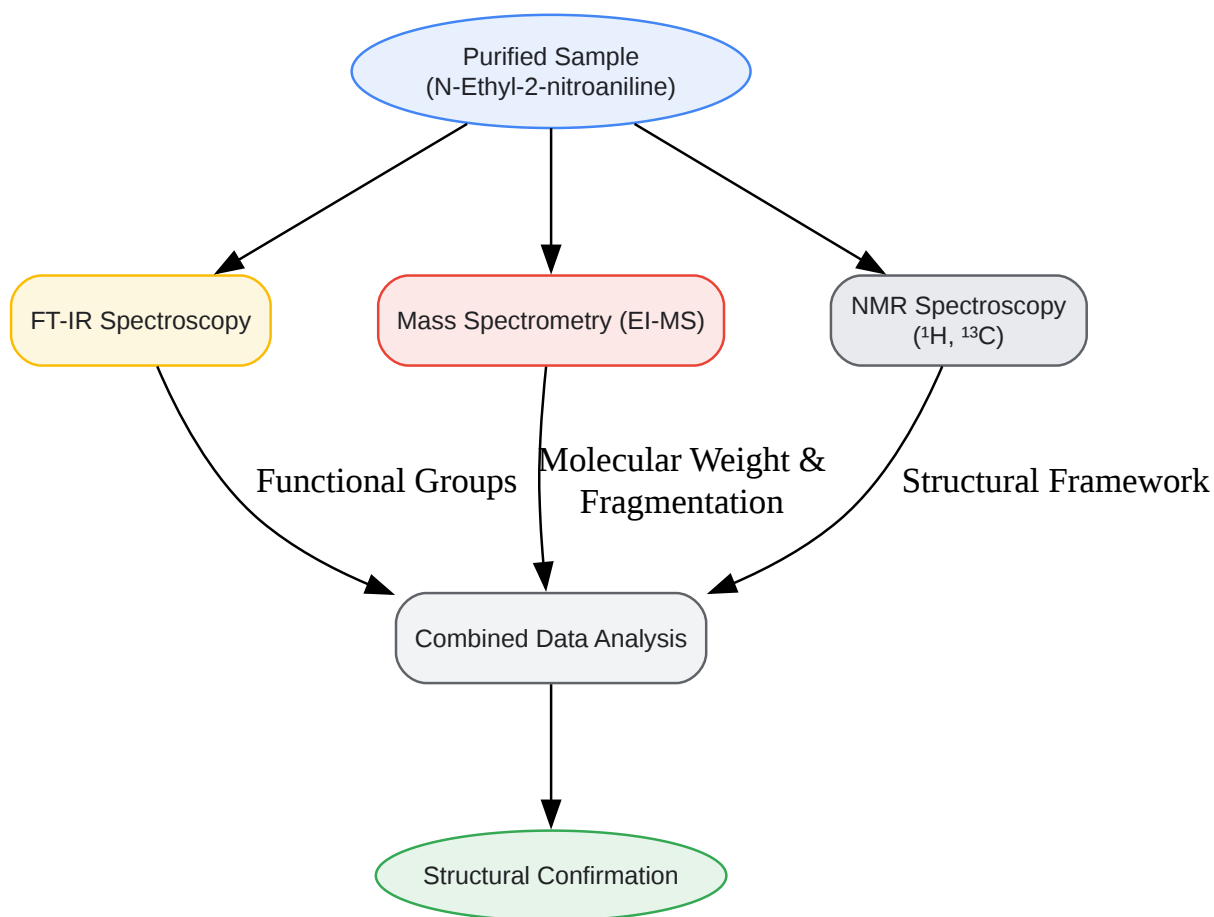 Purified Sample
(N-Ethyl-2-nitroaniline)
FT-IR Spectroscopy
Mass Spectrometry (EI-MS)
NMR Spectroscopy
(¹H, ¹³C)
Functional Groups
Molecular Weight &
Fragmentation
Structural Framework
Combined Data Analysis
Structural Confirmation